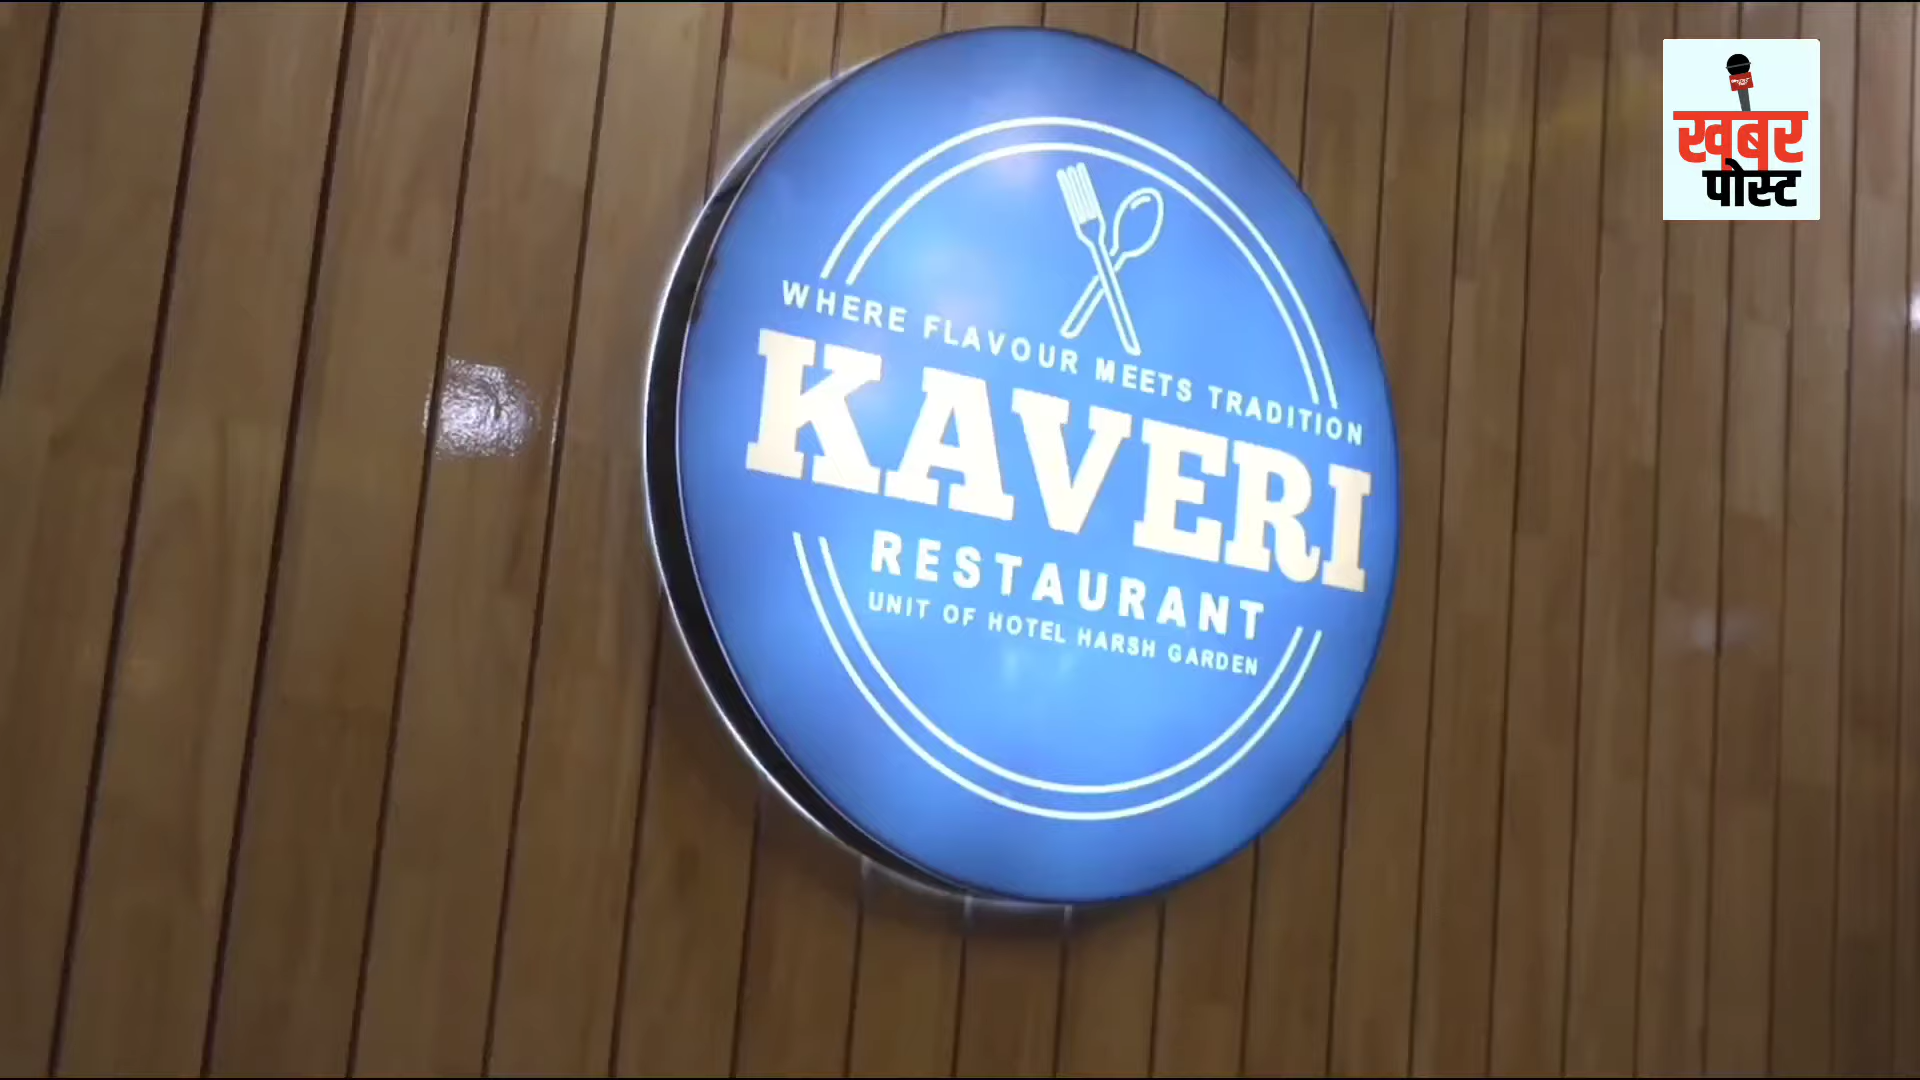 WHERE FLAVOUR MEETS TRADITION
KAVERI
RESTAURANT
UNIT OF HOTEL HARSH GARDEN
खबर
पोस्ट